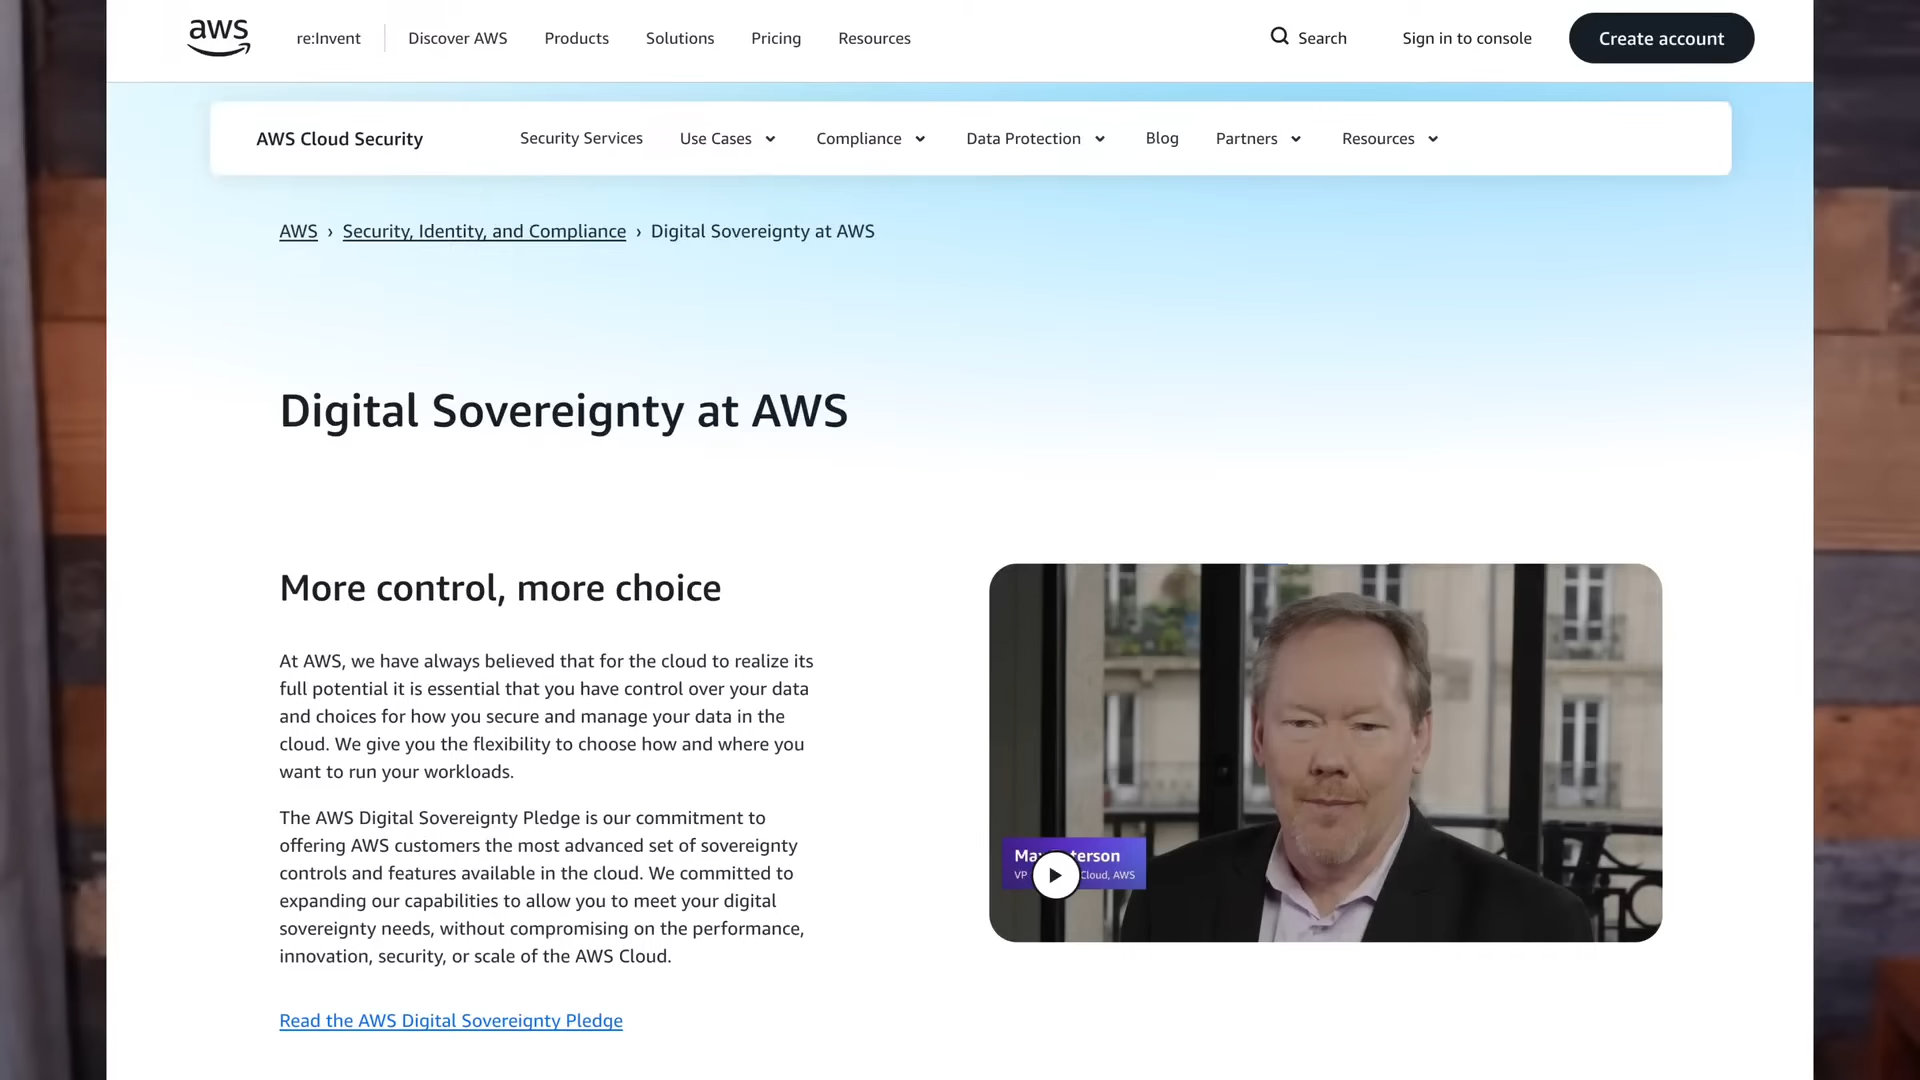 aws
re:Invent
Discover AWS
Products
Solutions
Pricing
Resources
Search
Sign in to console
Create account
AWS Cloud Security
Security Services
Use Cases
Compliance
Data Protection
Blog
Partners
Resources
AWS › Security, Identity, and Compliance › Digital Sovereignty at AWS
Digital Sovereignty at AWS
More control, more choice
At AWS, we have always believed that for the cloud to realize its
full potential it is essential that you have control over your data
and choices for how you secure and manage your data in the
cloud. We give you the flexibility to choose how and where you
want to run your workloads.
The AWS Digital Sovereignty Pledge is our commitment to
offering AWS customers the most advanced set of sovereignty
controls and features available in the cloud. We committed to
expanding our capabilities to allow you to meet your digital
sovereignty needs, without compromising on the performance,
innovation, security, or scale of the AWS Cloud.
Read the AWS Digital Sovereignty Pledge
VP Cloud, AWS